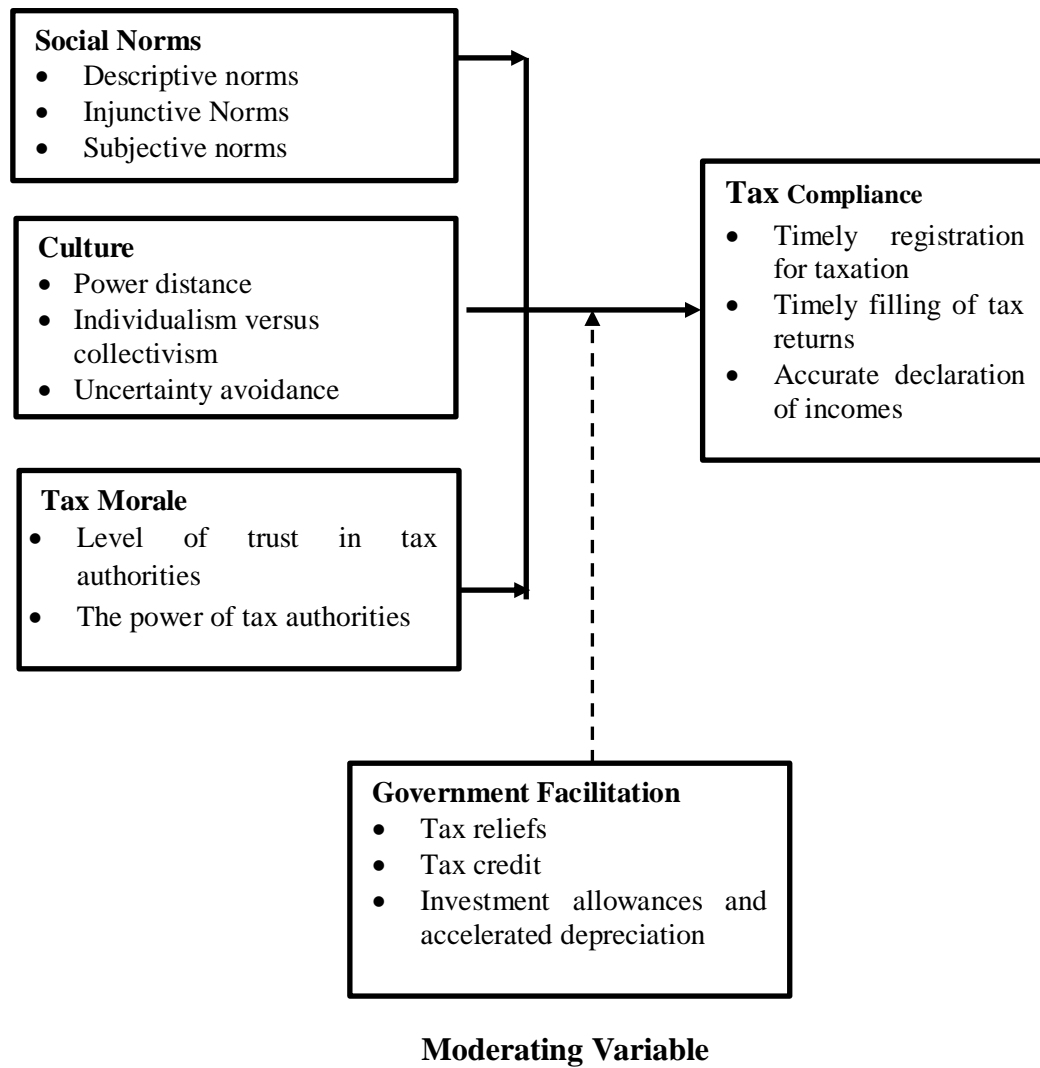 Social Norms
• Descriptive norms
• Injunctive Norms
• Subjective norms
Culture
• Power distance
• Individualism versus
collectivism
• Uncertainty avoidance
Tax Morale
• Level of trust in tax
authorities
• The power of tax authorities
Tax Compliance
• Timely registration
for taxation
• Timely filling of tax
returns
• Accurate declaration
of incomes
Government Facilitation
• Tax reliefs
• Tax credit
• Investment allowances and
accelerated depreciation
Moderating Variable